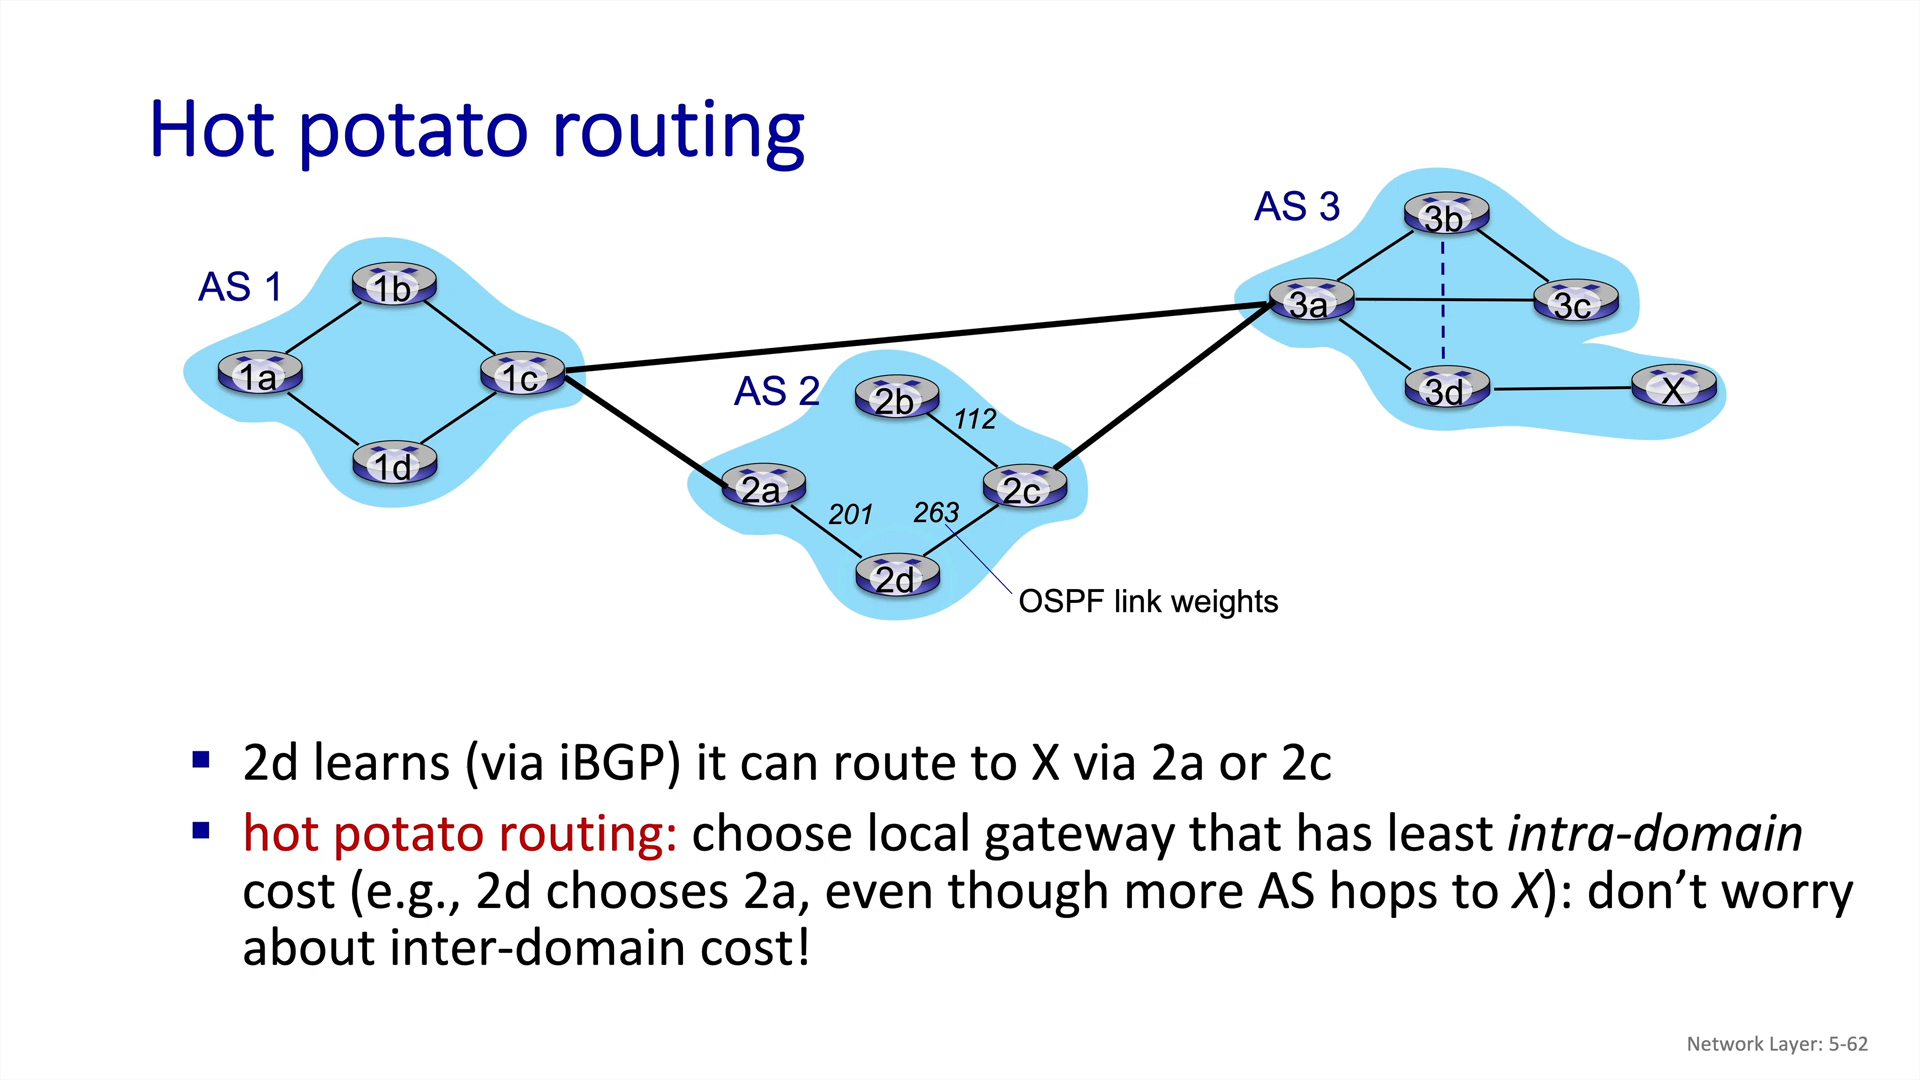 Hot potato routing
AS 3
3b
AS 1
1b
3a
3c
1a
1c
AS 2
2b
3d
X
112
1d
2a
2c
201
263
2d
OSPF link weights
▪ 2d learns (via iBGP) it can route to X via 2a or 2c
▪ hot potato routing: choose local gateway that has least intra-domain
cost (e.g., 2d chooses 2a, even though more AS hops to X): don’t worry
about inter-domain cost!
Network Layer: 5-62